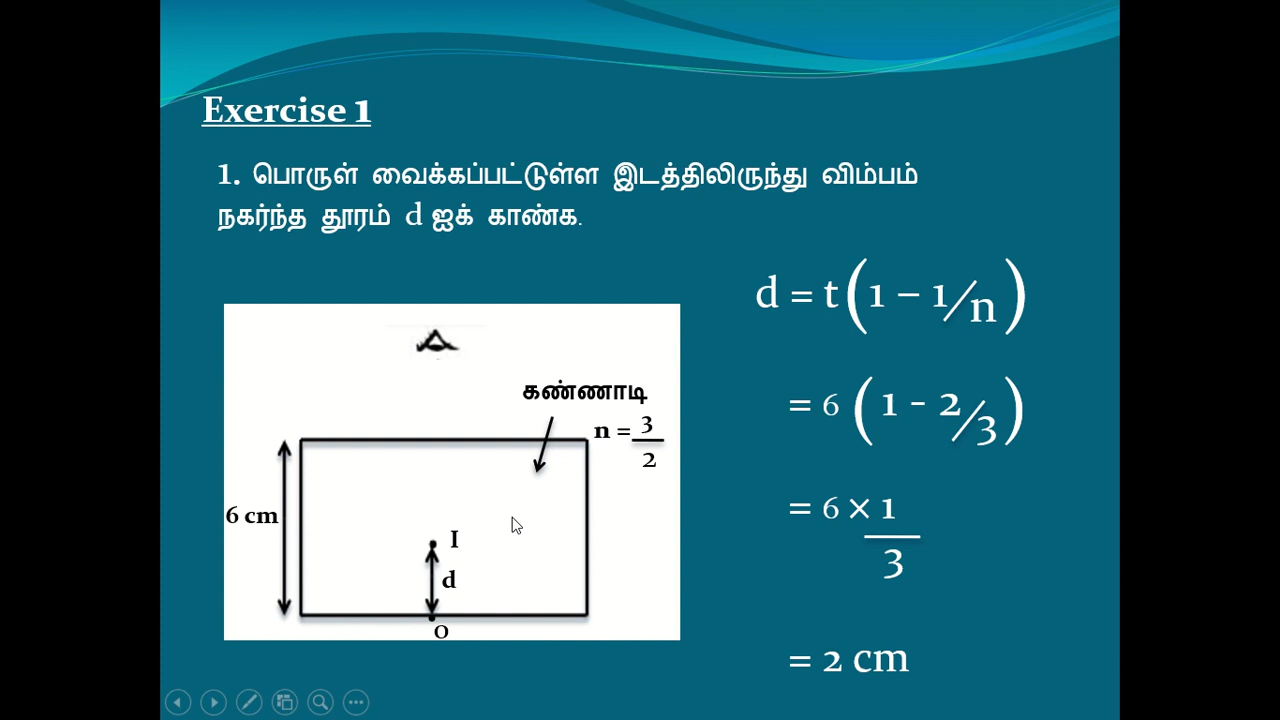 Exercise 1
1. பொருள் வைக்கப்பட்டுள்ள இடத்திலிருந்து விம்பம்
நகர்ந்த தூரம் d ஐக் காண்க.
கண்ணாடி
n = 3/2
6 cm
I
d
O
d = t(1 – 1/n)
= 6 (1 - 2/3)
= 6 × 1/3
= 2 cm